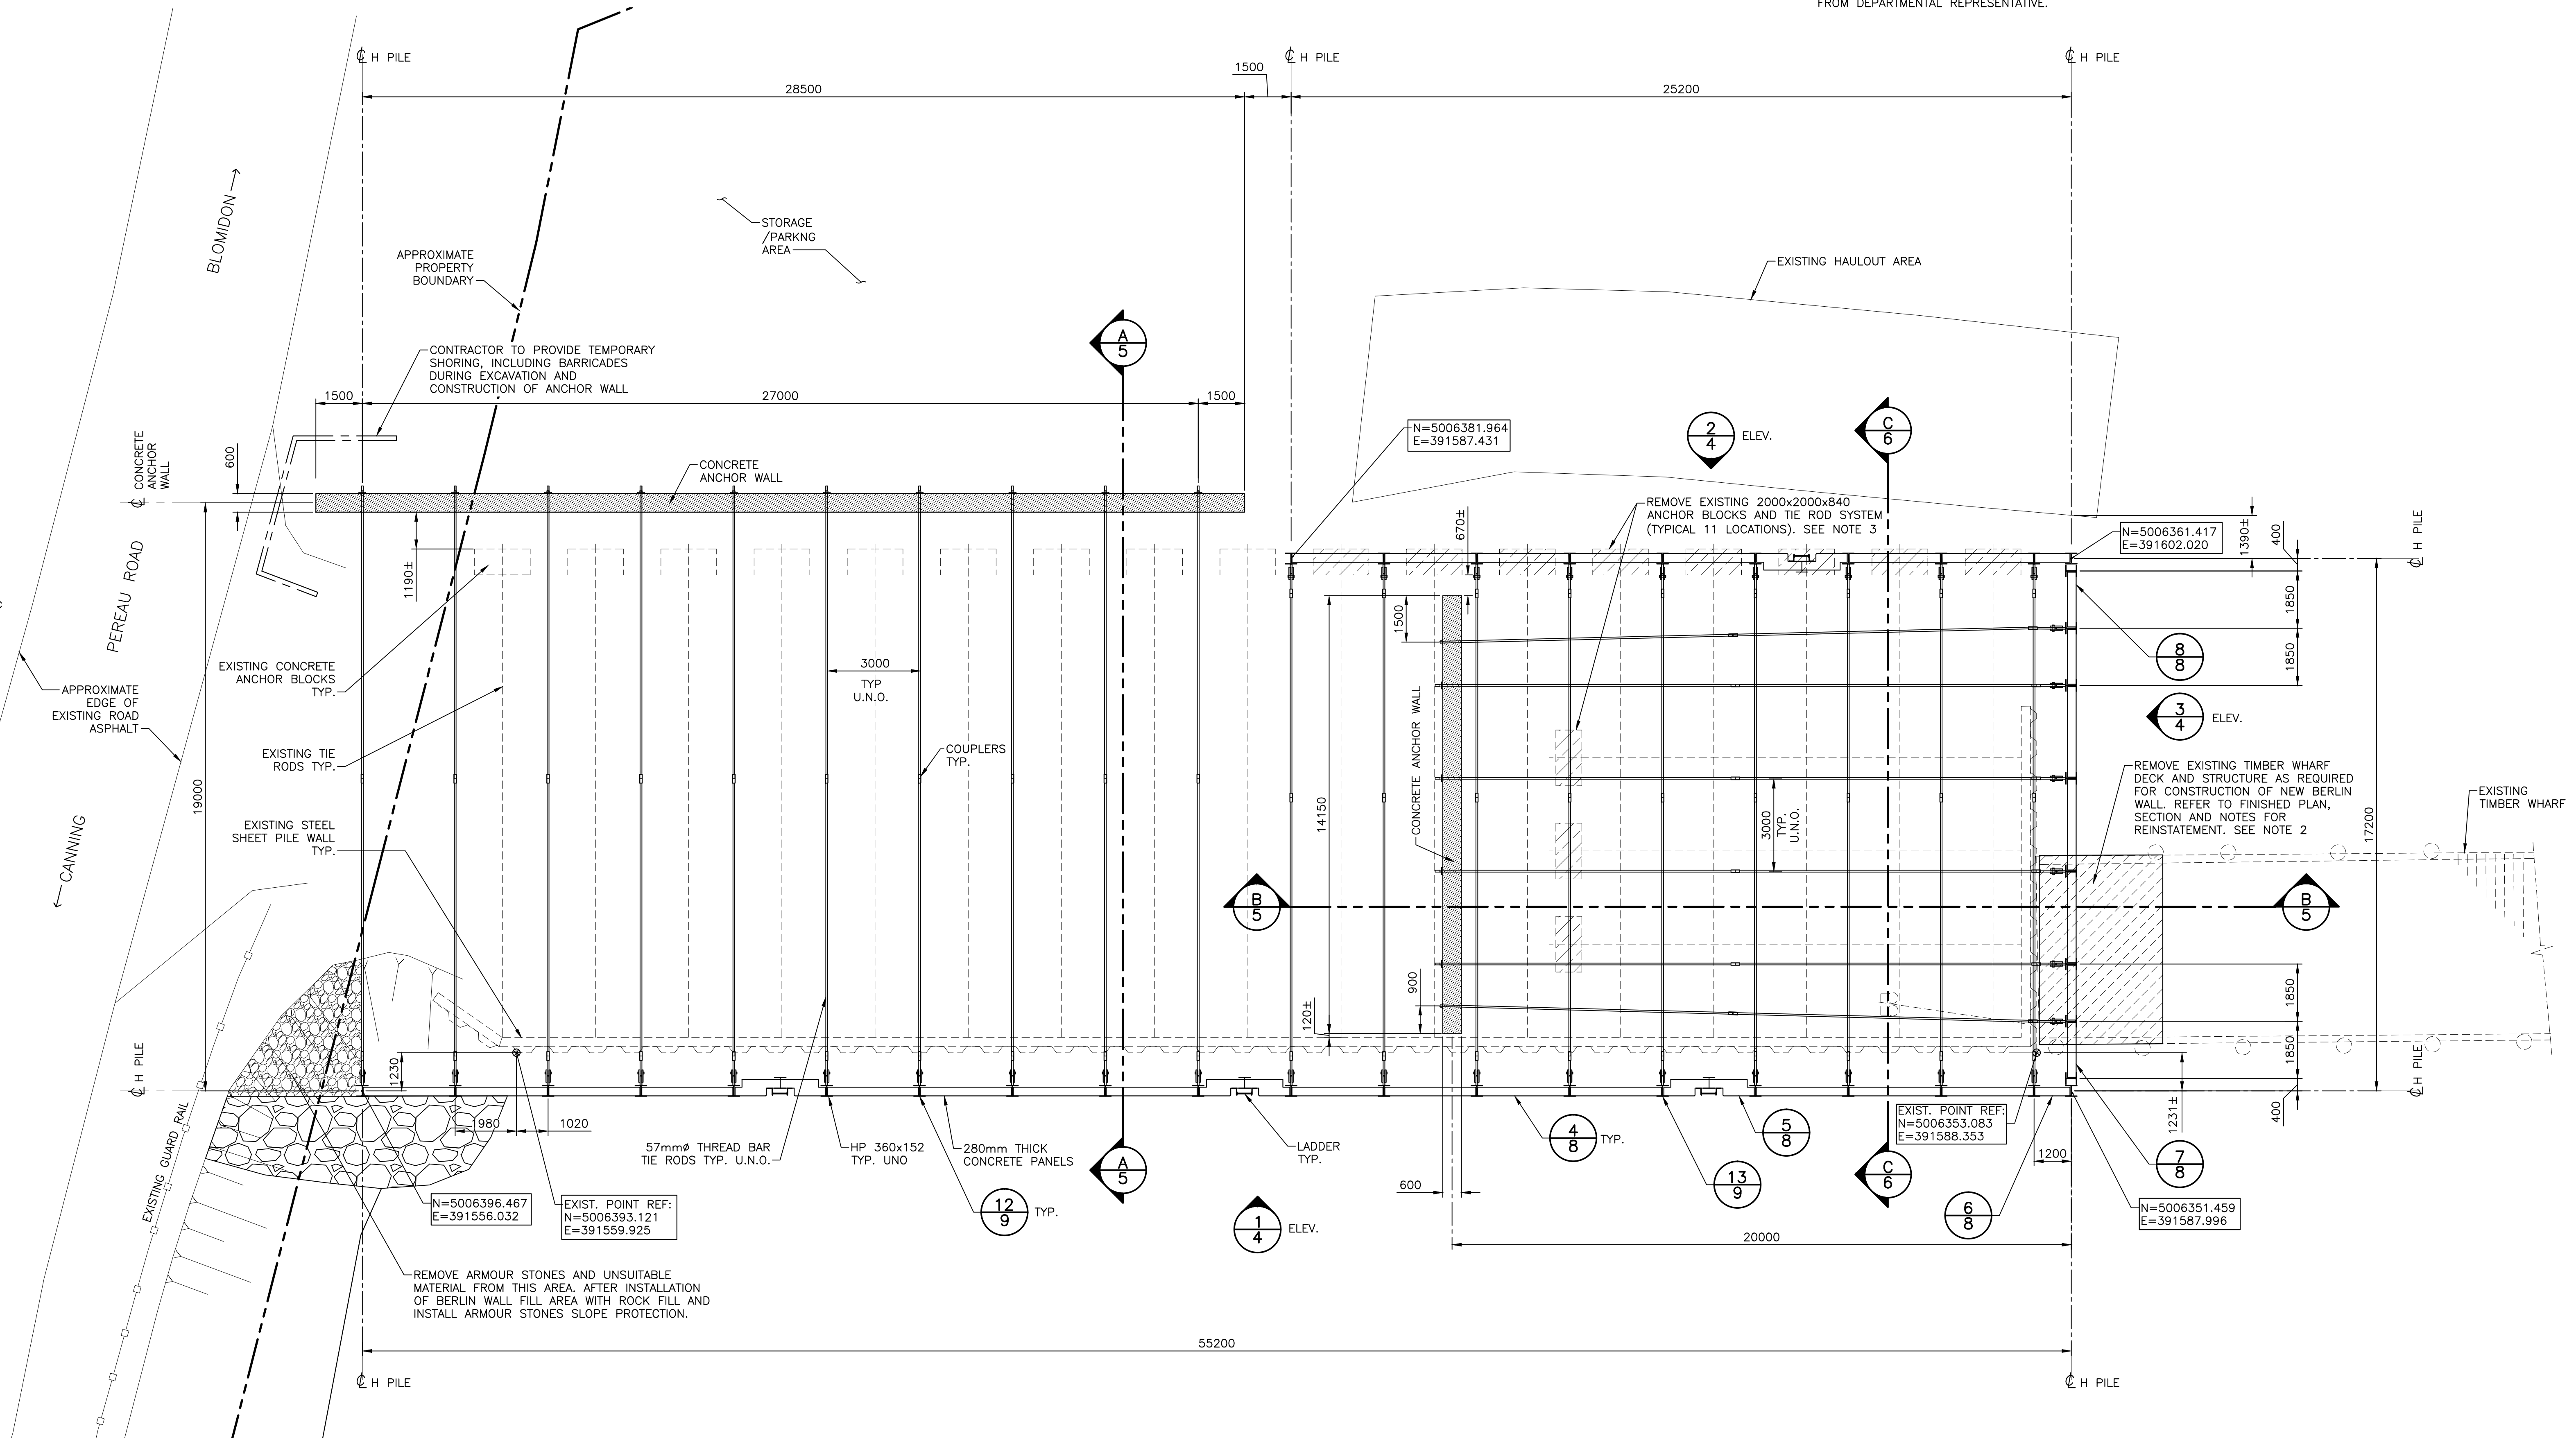 FROM DEPARTMENTAL REPRESENTATIVE.
℄ H PILE
℄ H PILE
℄ H PILE
1500
28500
25200
BLOMIDON
STORAGE
/PARKNG
AREA
APPROXIMATE
PROPERTY
BOUNDARY
EXISTING HAULOUT AREA
A
5
CONTRACTOR TO PROVIDE TEMPORARY
SHORING, INCLUDING BARRICADES
DURING EXCAVATION AND
CONSTRUCTION OF ANCHOR WALL
1500
27000
1500
N=5006381.964
E=391587.431
2
4
ELEV.
C
6
℄ CONCRETE
ANCHOR
WALL
600
CONCRETE
ANCHOR WALL
REMOVE EXISTING 2000x2000x840
ANCHOR BLOCKS AND TIE ROD SYSTEM
(TYPICAL 11 LOCATIONS). SEE NOTE 3
670±
N=5006361.417
E=391602.020
1390±
400
℄ H PILE
1190±
PEREAU ROAD
1500
1850
1850
8
8
EXISTING CONCRETE
ANCHOR BLOCKS
TYP.
3000
TYP
U.N.O.
APPROXIMATE
EDGE OF
EXISTING ROAD
ASPHALT
CONCRETE ANCHOR WALL
3
4
ELEV.
EXISTING TIE
RODS TYP.
COUPLERS
TYP.
19000
14150
3000
TYP.
U.N.O.
REMOVE EXISTING TIMBER WHARF
DECK AND STRUCTURE AS REQUIRED
FOR CONSTRUCTION OF NEW BERLIN
WALL. REFER TO FINISHED PLAN,
SECTION AND NOTES FOR
REINSTATEMENT. SEE NOTE 2
EXISTING
TIMBER WHARF
17200
EXISTING STEEL
SHEET PILE WALL
TYP.
CANNING
B
5
B
5
900
120±
1850
1850
400
℄ H PILE
1230
℄ H PILE
1231±
1980
1020
EXISTING GUARD RAIL
57mmø THREAD BAR
TIE RODS TYP. U.N.O.
HP 360x152
TYP. UNO
280mm THICK
CONCRETE PANELS
A
5
LADDER
TYP.
4
8
TYP.
5
8
EXIST. POINT REF:
N=5006353.083
E=391588.353
C
6
1200
7
8
600
13
9
N=5006396.467
E=391556.032
EXIST. POINT REF:
N=5006393.121
E=391559.925
12
9
TYP.
1
4
ELEV.
6
8
N=5006351.459
E=391587.996
20000
REMOVE ARMOUR STONES AND UNSUITABLE
MATERIAL FROM THIS AREA. AFTER INSTALLATION
OF BERLIN WALL FILL AREA WITH ROCK FILL AND
INSTALL ARMOUR STONES SLOPE PROTECTION.
55200
℄ H PILE
℄ H PILE